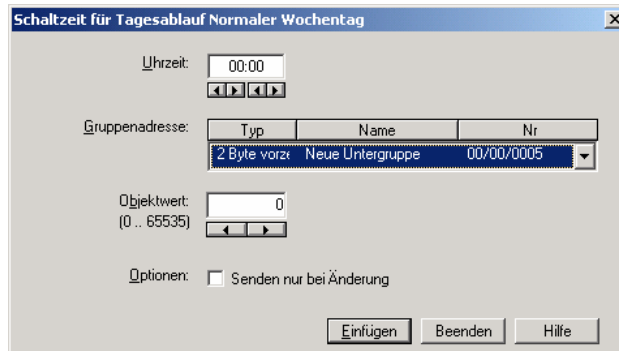 Schaltzeit für Tagesablauf Normaler Wochentag
Uhrzeit: 00:00
Gruppenadresse: Typ Name Nr
2 Byte vorze Neue Untergruppe 00/00/0005
Objektwert: 0
(0 .. 65535)
Optionen: Senden nur bei Änderung
Einfügen Beenden Hilfe